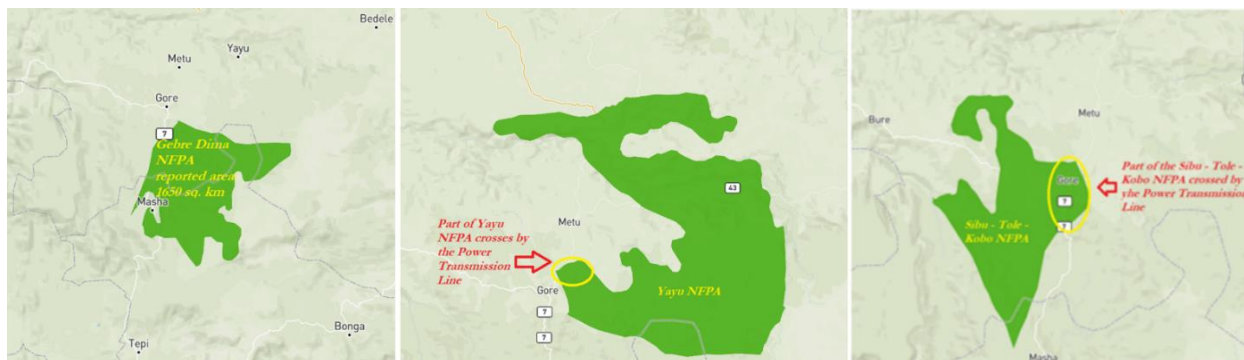 Bedele
Yayu
Metu
Gore
7
Gebre Dima
NFPA
reported area
1650 sq. km
Masha
Tepi
Bonga
43
Metu
Part of Yayu
NFPA crosses by
the Power
Transmission
Line
Gore
Yayu NFPA
7
7
Bure
Metu
Part of the Sibu - Tole -
Kobo NFPA crossed by
yhe Power Transmission
Line
Gore
7
7
Sibu - Tole -
Kobo NFPA
Masha